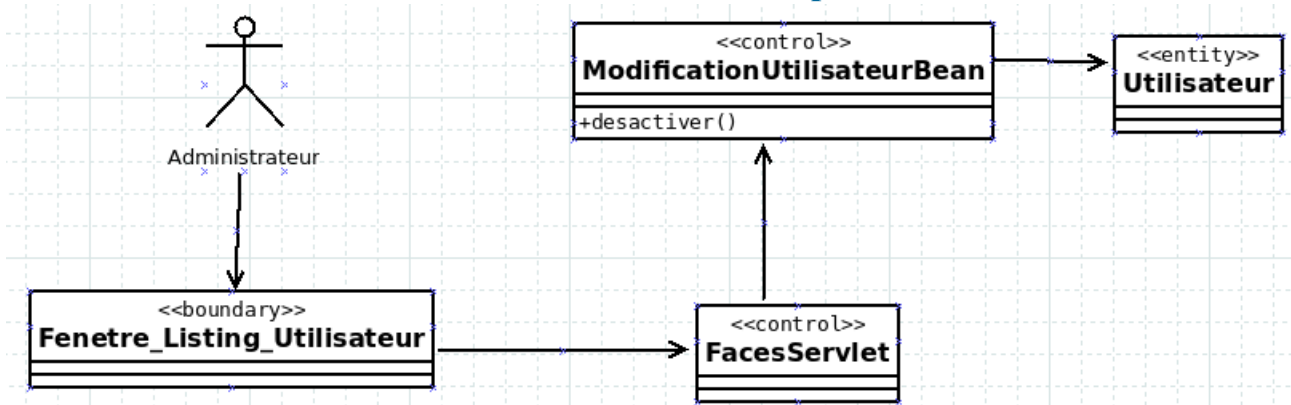 Administrateur
<<control>>
ModificationUtilisateurBean
+desactiver()
<<entity>>
Utilisateur
<<boundary>>
Fenetre_Listing_Utilisateur
<<control>>
FacesServlet